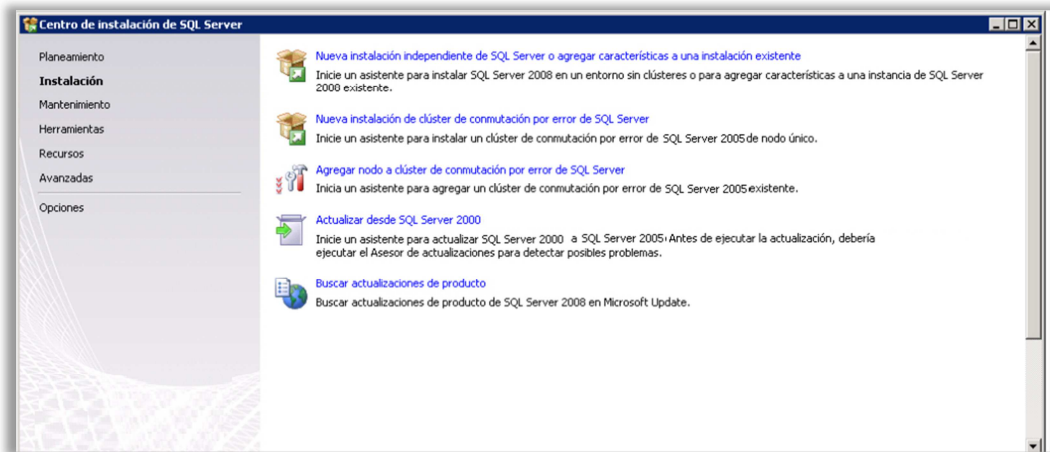 Centro de instalación de SQL Server
Planeamiento
Instalación
Mantenimiento
Herramientas
Recursos
Avanzadas
Opciones
Nueva instalación independiente de SQL Server o agregar características a una instalación existente
Inicie un asistente para instalar SQL Server 2008 en un entorno sin clústeres o para agregar características a una instancia de SQL Server
2008 existente.
Nueva instalación de clúster de conmutación por error de SQL Server
Inicie un asistente para instalar un clúster de conmutación por error de SQL Server 2005 de nodo único.
Agregar nodo a clúster de conmutación por error de SQL Server
Inicia un asistente para agregar un clúster de conmutación por error de SQL Server 2005 existente.
Actualizar desde SQL Server 2000
Inicie un asistente para actualizar SQL Server 2000 a SQL Server 2005. Antes de ejecutar la actualización, debería
ejecutar el Asesor de actualizaciones para detectar posibles problemas.
Buscar actualizaciones de producto
Buscar actualizaciones de producto de SQL Server 2008 en Microsoft Update.